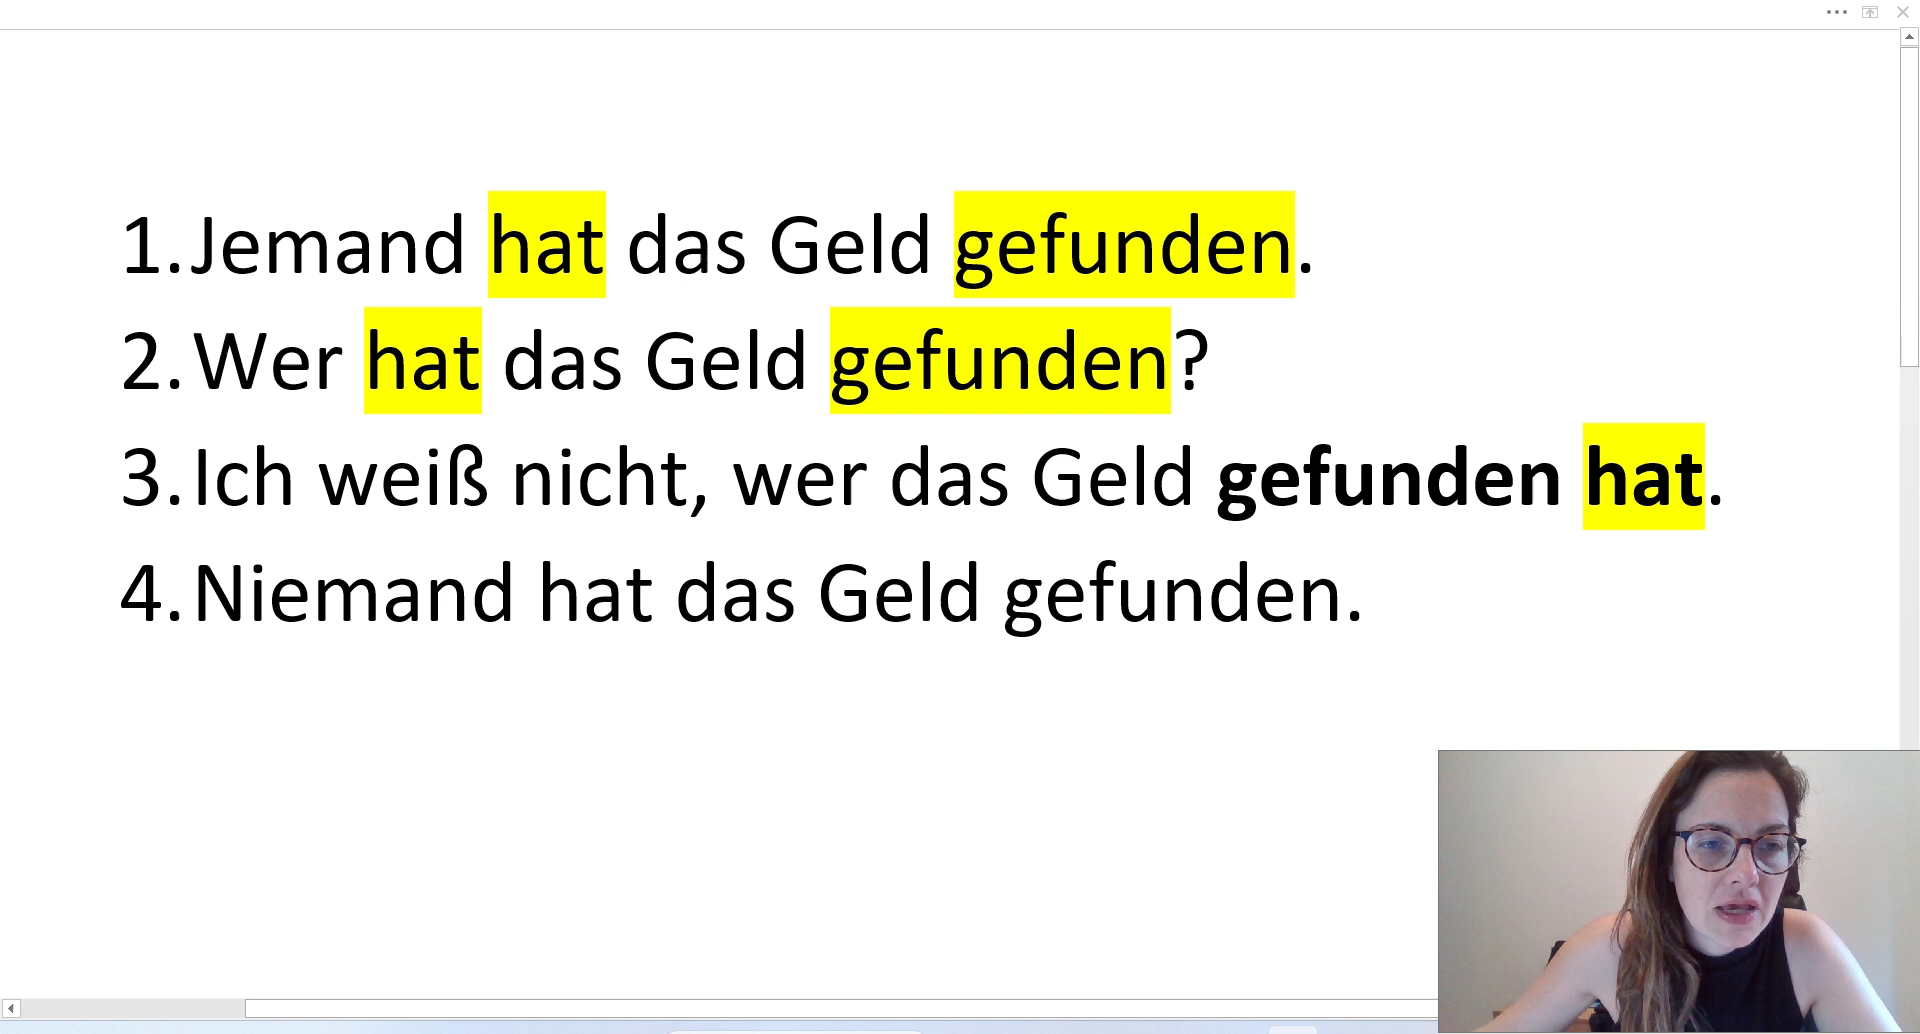 1. Jemand hat das Geld gefunden.
2. Wer hat das Geld gefunden?
3. Ich weiß nicht, wer das Geld gefunden hat.
4. Niemand hat das Geld gefunden.